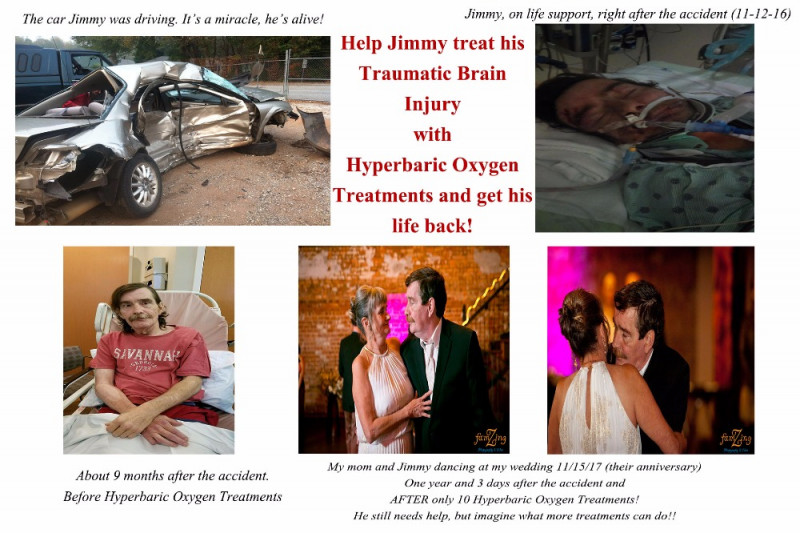 The car Jimmy was driving. It's a miracle, he's alive!
Jimmy, on life support, right after the accident (11-12-16)
Help Jimmy treat his
Traumatic Brain
Injury
with
Hyperbaric Oxygen
Treatments and get his
life back!
SAVANNAH
About 9 months after the accident.
Before Hyperbaric Oxygen Treatments
My mom and Jimmy dancing at my wedding 11/15/17 (their anniversary)
One year and 3 days after the accident and
AFTER only 10 Hyperbaric Oxygen Treatments!
He still needs help, but imagine what more treatments can do!!